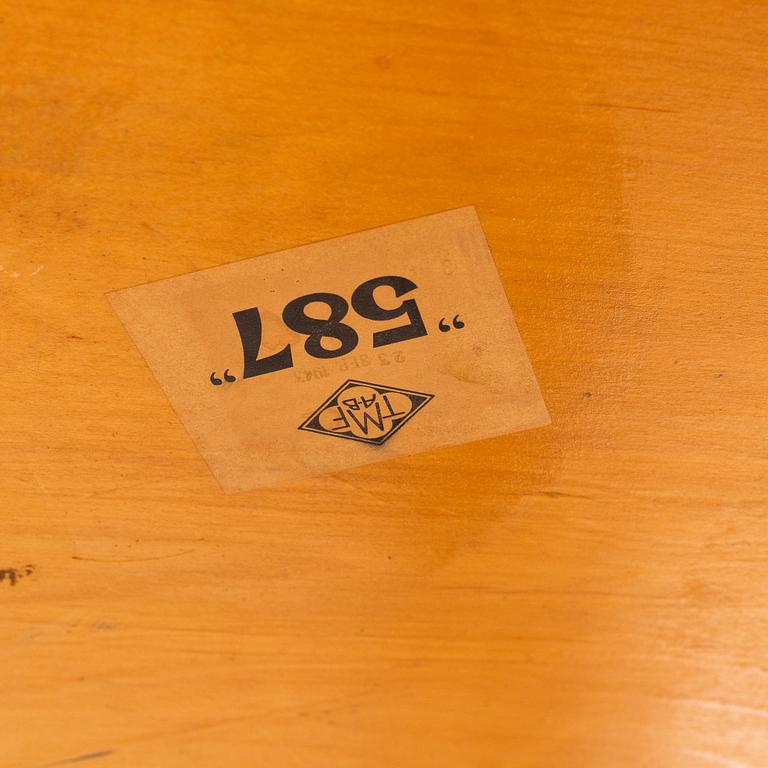 TMF
A-B
23 SEP. 1943
”587”